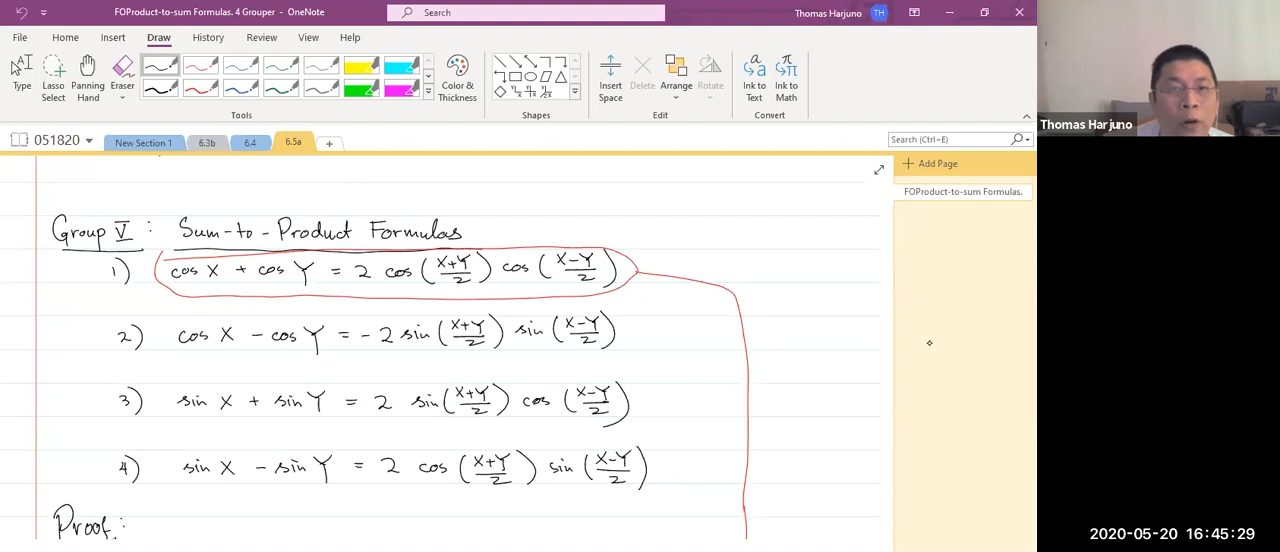 FOProduct-to-sum Formulas. 4 Grouper - OneNote
Search
Thomas Harjuno TH
File Home Insert Draw History Review View Help
Type Lasso Select Panning Hand Eraser Color & Thickness Insert Space Delete Arrange Rotate Ink to Text Ink to Math
Tools Shapes Edit Convert
Thomas Harjuno
051820 New Section 1 6.3b 6.4 6.5a + Search (Ctrl+E)
+ Add Page
FOProduct-to-sum Formulas.
Group V : Sum-to-Product Formulas
1) cos X + cos Y = 2 cos (X+Y/2) cos (X-Y/2)
2) cos X - cos Y = -2 sin (X+Y/2) sin (X-Y/2)
3) sin X + sin Y = 2 sin (X+Y/2) cos (X-Y/2)
4) sin X - sin Y = 2 cos (X+Y/2) sin (X-Y/2)
Proof:
2020-05-20 16:45:29